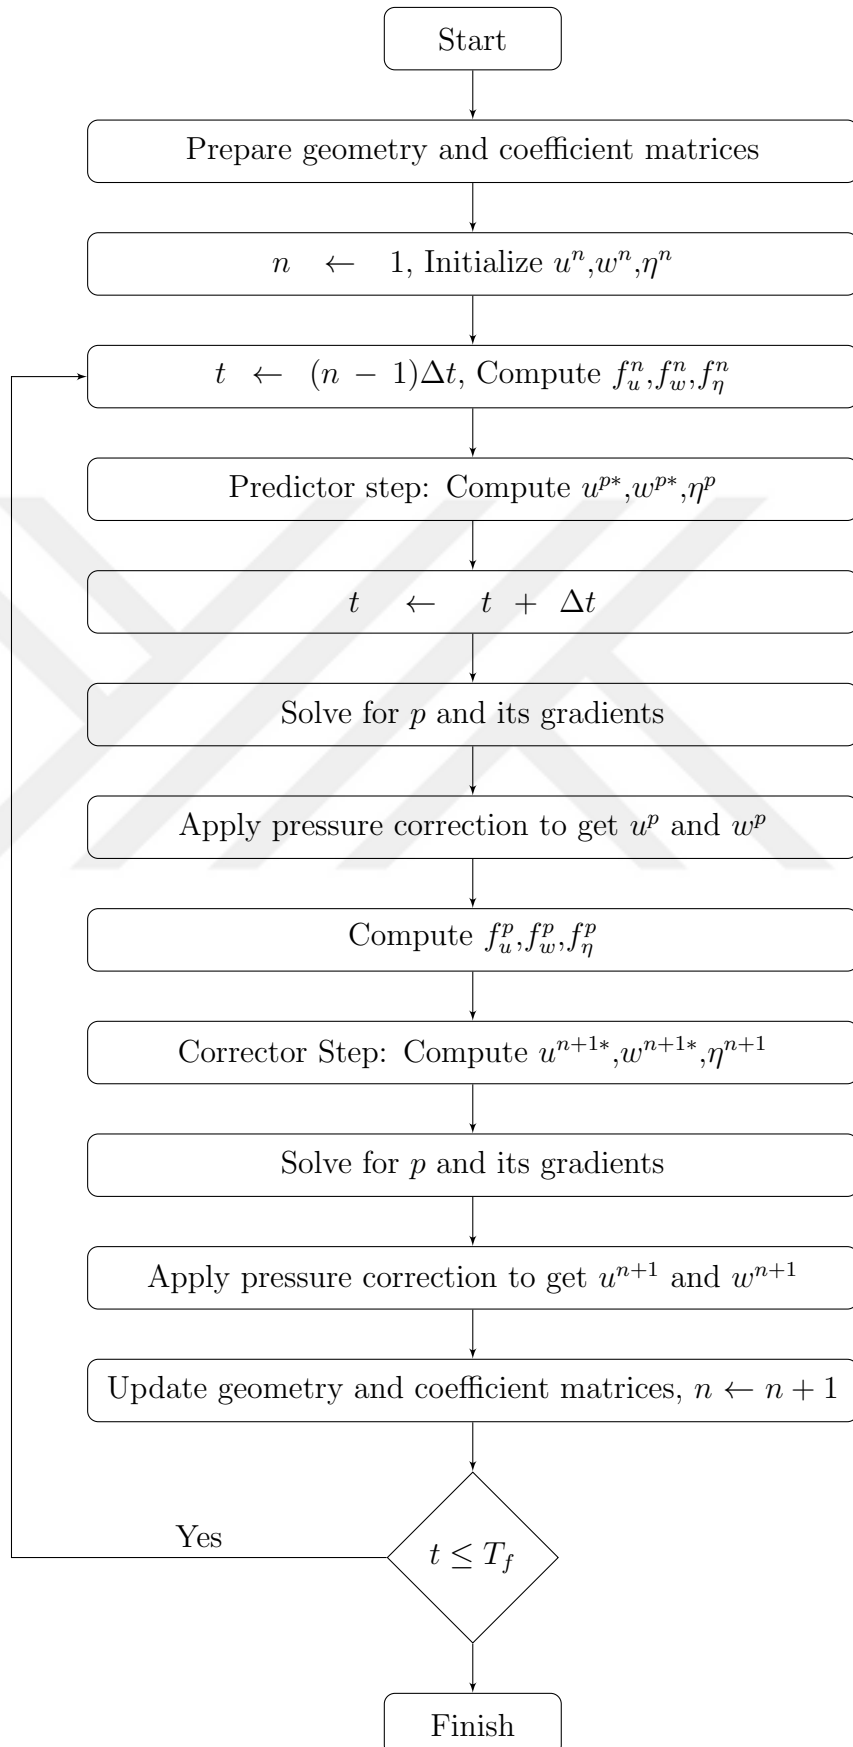 Start
Prepare geometry and coefficient matrices
n ← 1, Initialize uⁿ,wⁿ,ηⁿ
t ← (n − 1)Δt, Compute f_u^n,f_w^n,f_η^n
Predictor step: Compute u^{p*},w^{p*},η^p
t ← t + Δt
Solve for p and its gradients
Apply pressure correction to get u^p and w^p
Compute f_u^p,f_w^p,f_η^p
Corrector Step: Compute u^{n+1*},w^{n+1*},η^{n+1}
Solve for p and its gradients
Apply pressure correction to get u^{n+1} and w^{n+1}
Update geometry and coefficient matrices, n ← n + 1
Yes
t ≤ T_f
Finish